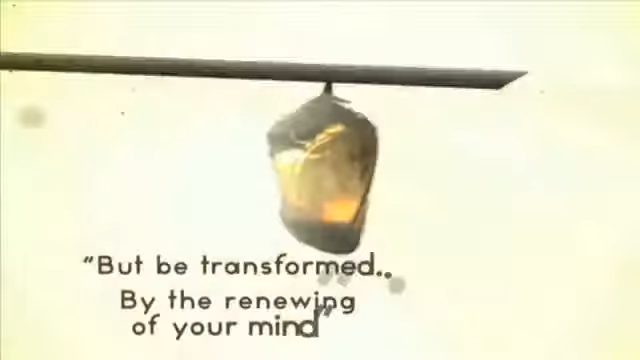 “But be transformed..
By the renewing
of your mind”